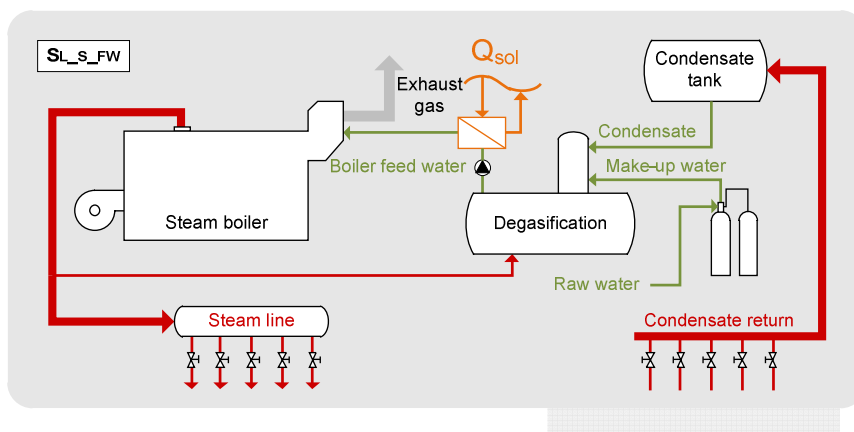 SL_S_FW
Qsol
Condensate
tank
Exhaust
gas
Condensate
Boiler feed water
Make-up water
Steam boiler
Degasification
Raw water
Steam line
Condensate return